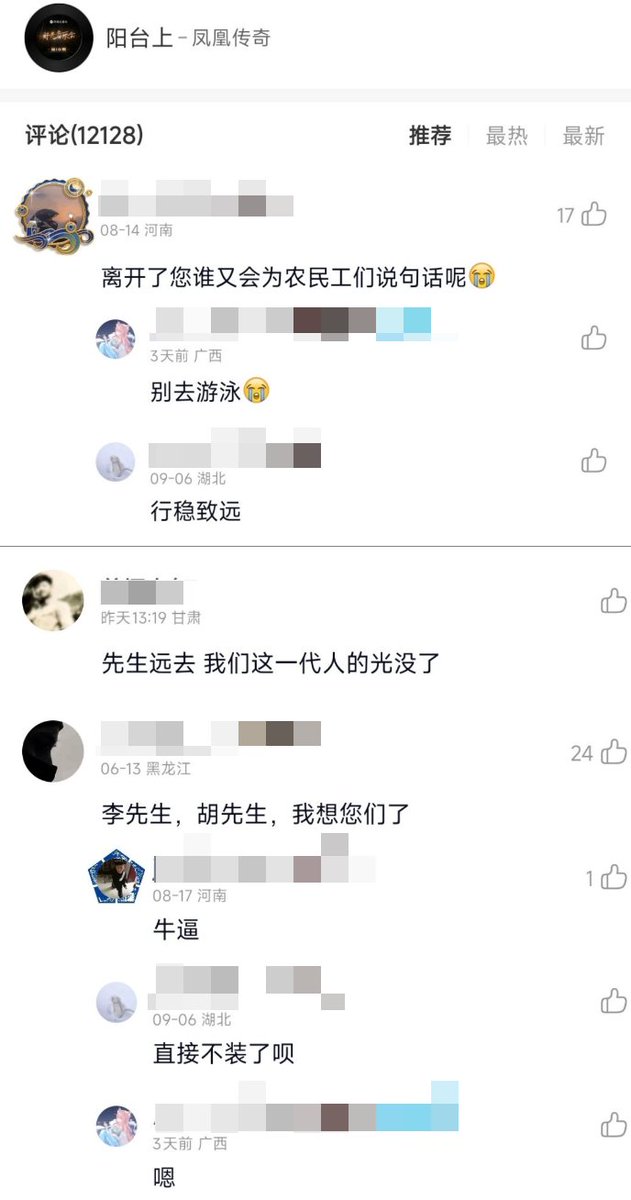 阳台上 – 凤凰传奇
评论(12128)
推荐
最热
最新
08-14 河南
17
离开了您谁又会为农民工们说句话呢😭
3天前 广西
别去游泳😭
09-06 湖北
行稳致远
昨天13:19 甘肃
先生远去 我们这一代人的光没了
06-13 黑龙江
24
李先生，胡先生，我想您们了
08-17 河南
1
牛逼
09-06 湖北
直接不装了呗
3天前 广西
嗯